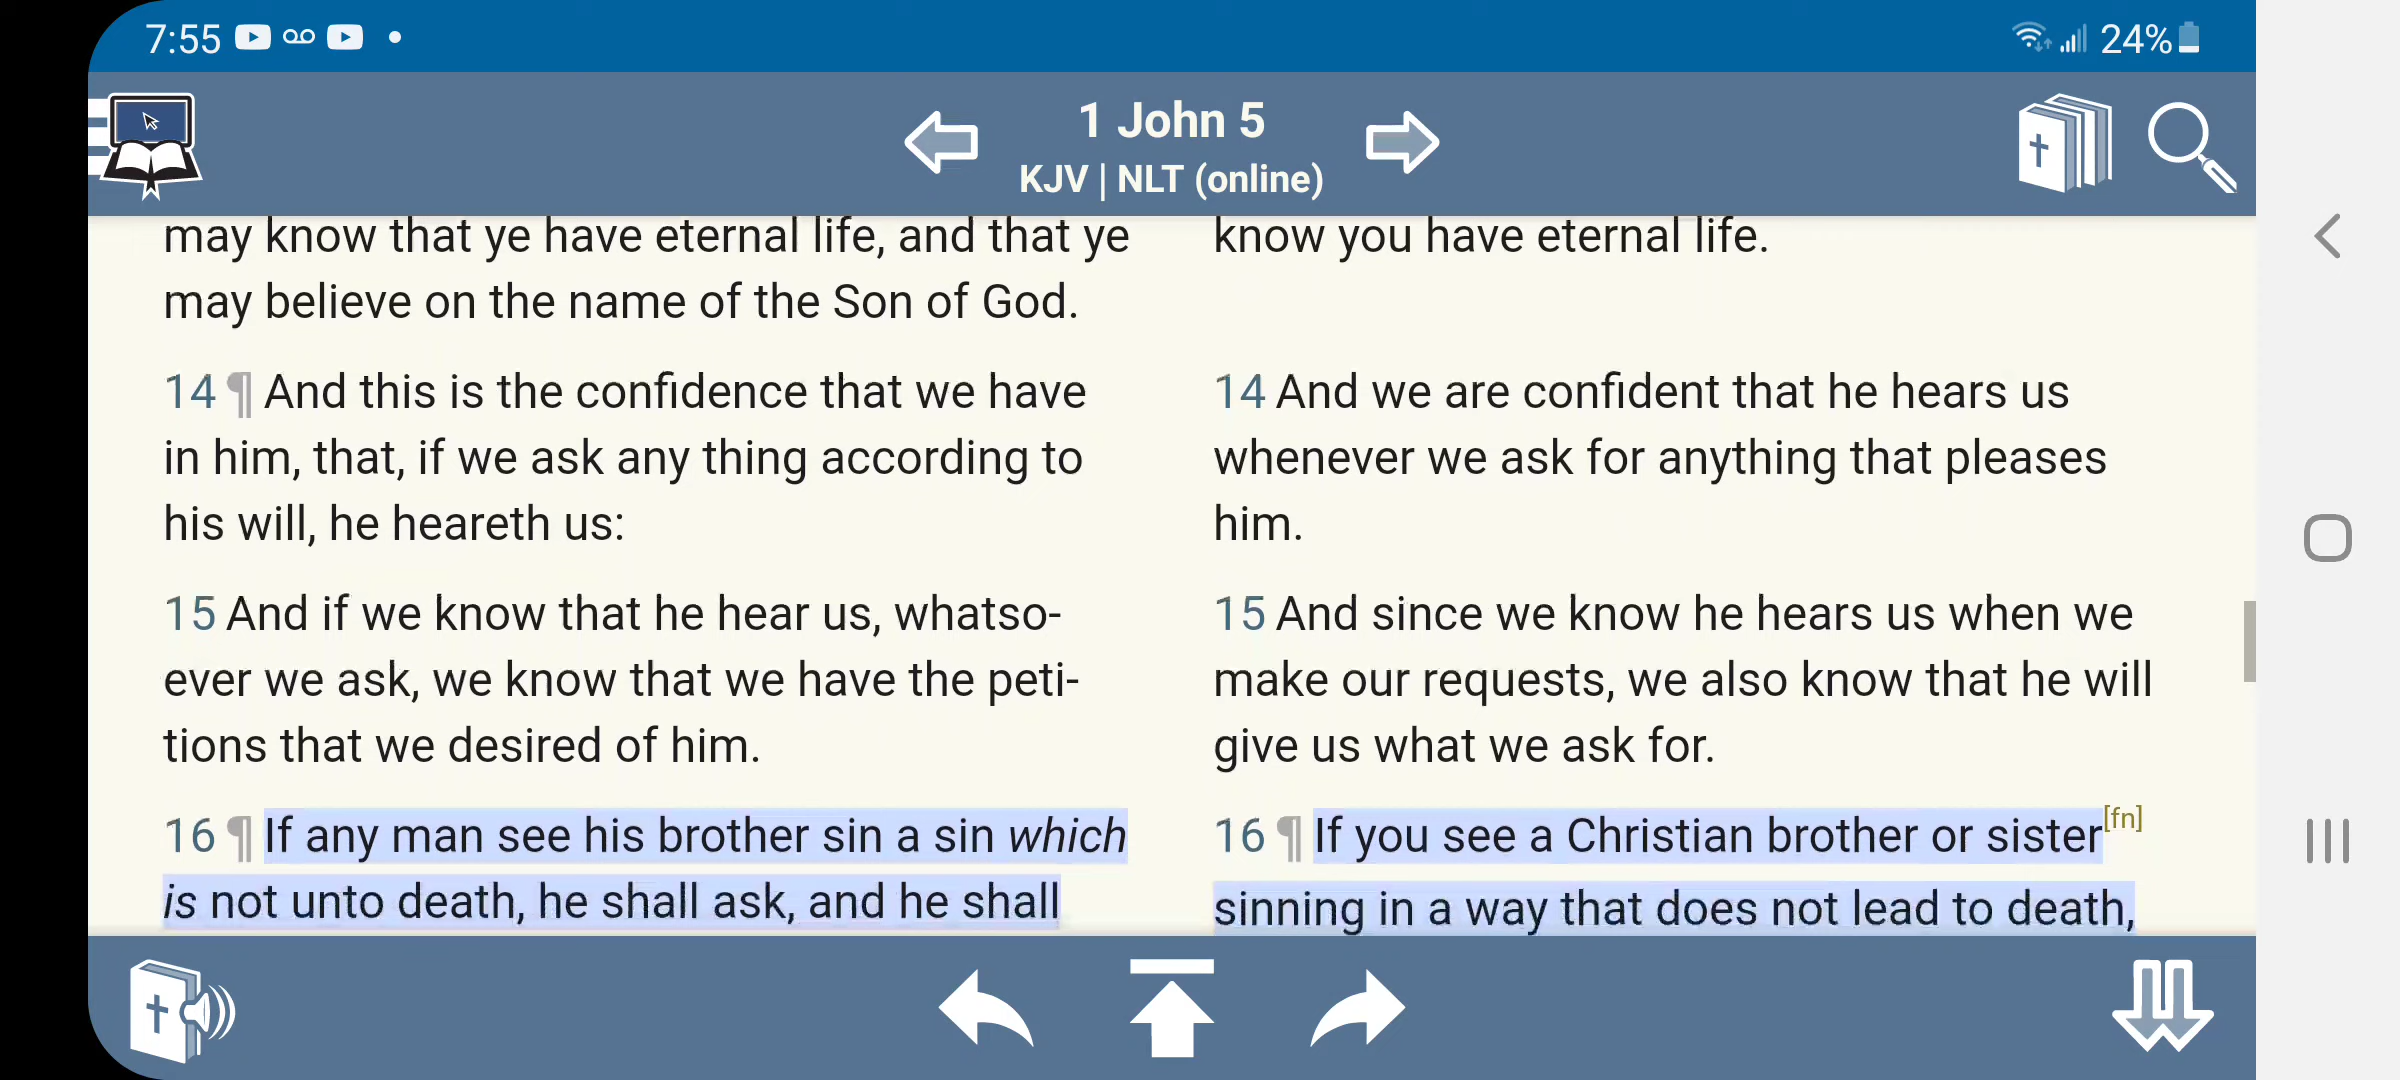 7:55
24%
1 John 5
KJV | NLT (online)
may know that ye have eternal life, and that ye
may believe on the name of the Son of God.
14 ¶ And this is the confidence that we have
in him, that, if we ask any thing according to
his will, he heareth us:
15 And if we know that he hear us, whatso-
ever we ask, we know that we have the peti-
tions that we desired of him.
16 ¶ If any man see his brother sin a sin which
is not unto death, he shall ask, and he shall
know you have eternal life.
14 And we are confident that he hears us
whenever we ask for anything that pleases
him.
15 And since we know he hears us when we
make our requests, we also know that he will
give us what we ask for.
16 ¶ If you see a Christian brother or sister[fn]
sinning in a way that does not lead to death,